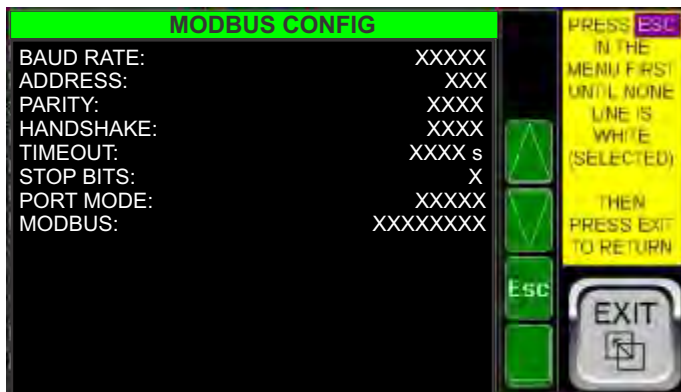 MODBUS CONFIG
BAUD RATE: XXXXX
ADDRESS: XXX
PARITY: XXXX
HANDSHAKE: XXXX
TIMEOUT: XXXX s
STOP BITS: X
PORT MODE: XXXXX
MODBUS: XXXXXXXX
Esc
PRESS ESC
IN THE
MENU FIRST
UNTIL NONE
LINE IS
WHITE
(SELECTED)
THEN
PRESS EXIT
TO RETURN
EXIT